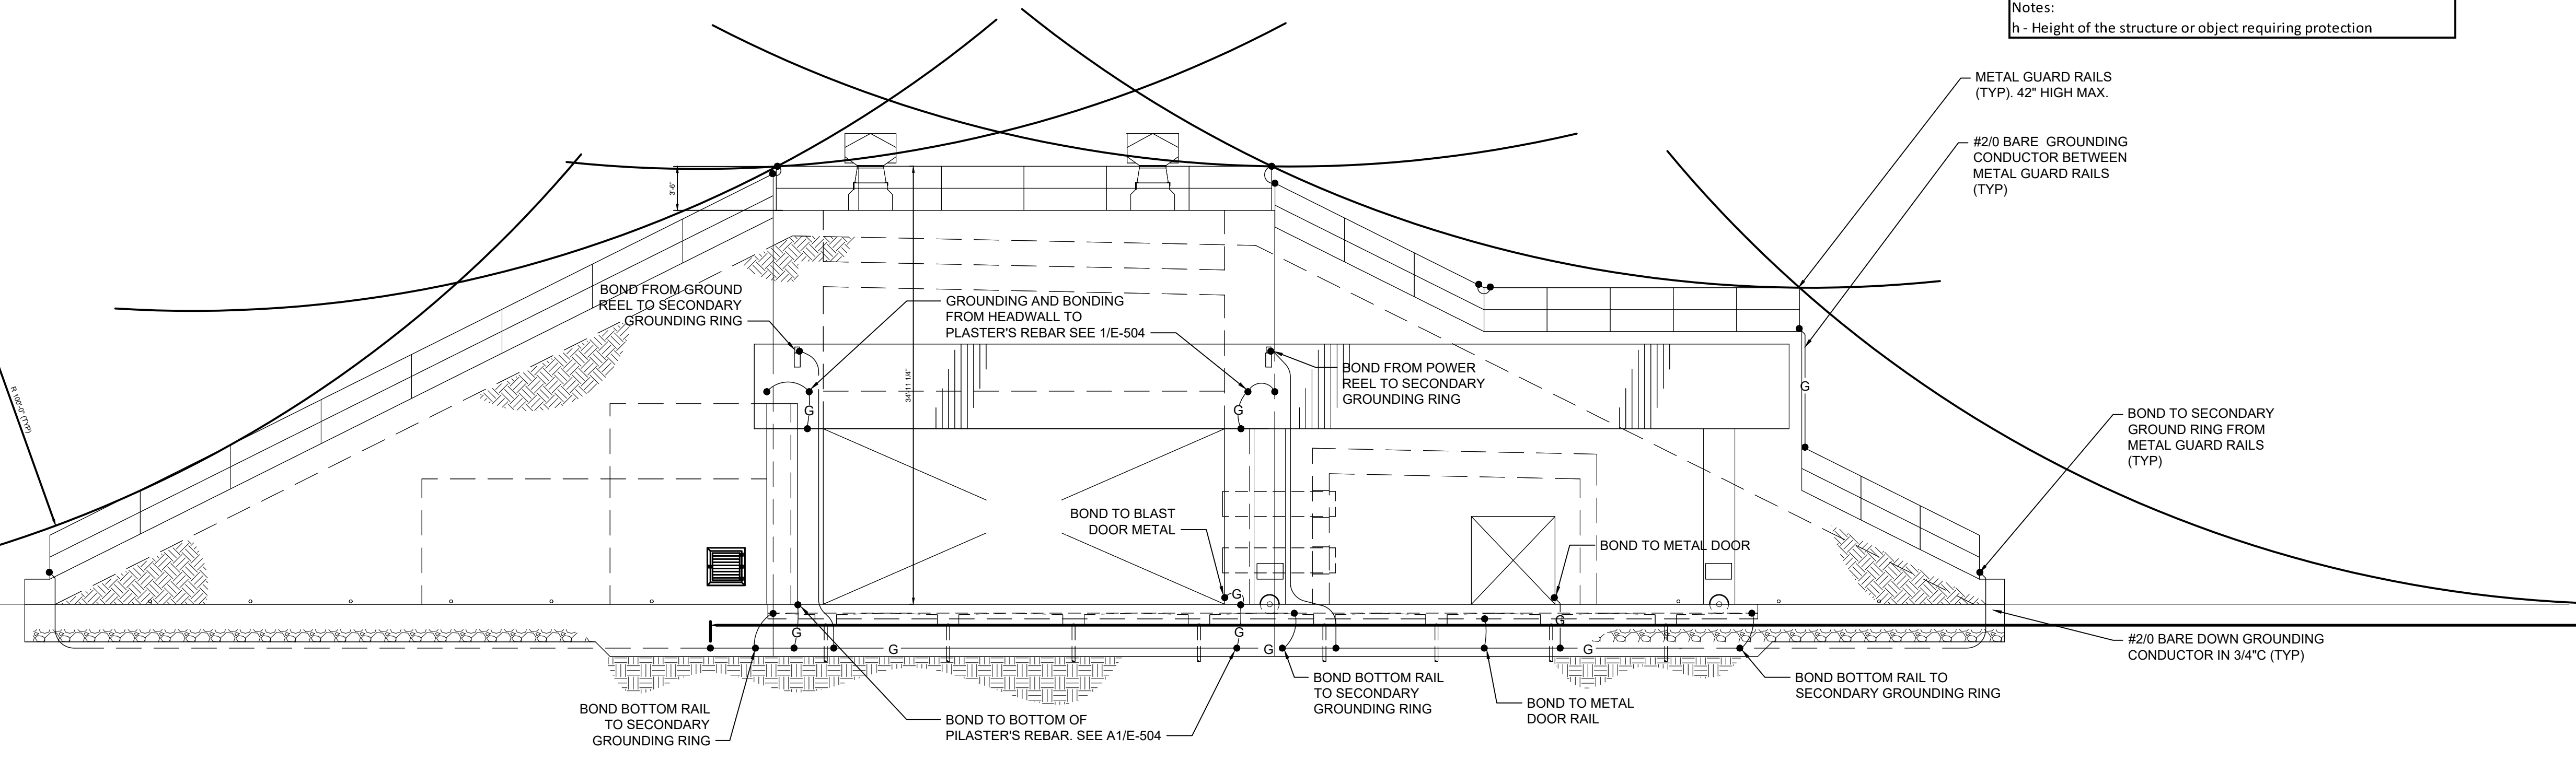 Notes:
h - Height of the structure or object requiring protection
METAL GUARD RAILS
(TYP). 42" HIGH MAX.
#2/0 BARE  GROUNDING
CONDUCTOR BETWEEN
METAL GUARD RAILS
(TYP)
3'-6"
BOND FROM GROUND
REEL TO SECONDARY
GROUNDING RING
GROUNDING AND BONDING
FROM HEADWALL TO
PLASTER'S REBAR SEE 1/E-504
34'-11 1/4"
BOND FROM POWER
REEL TO SECONDARY
GROUNDING RING
R 100'-0" (TYP)
G
G
G
BOND TO SECONDARY
GROUND RING FROM
METAL GUARD RAILS
(TYP)
BOND TO BLAST
DOOR METAL
BOND TO METAL DOOR
G
G
G
G
G
G
G
#2/0 BARE DOWN GROUNDING
CONDUCTOR IN 3/4"C (TYP)
BOND BOTTOM RAIL
TO SECONDARY
GROUNDING RING
BOND TO BOTTOM OF
PILASTER'S REBAR. SEE A1/E-504
BOND BOTTOM RAIL
TO SECONDARY
GROUNDING RING
BOND TO METAL
DOOR RAIL
BOND BOTTOM RAIL TO
SECONDARY GROUNDING RING